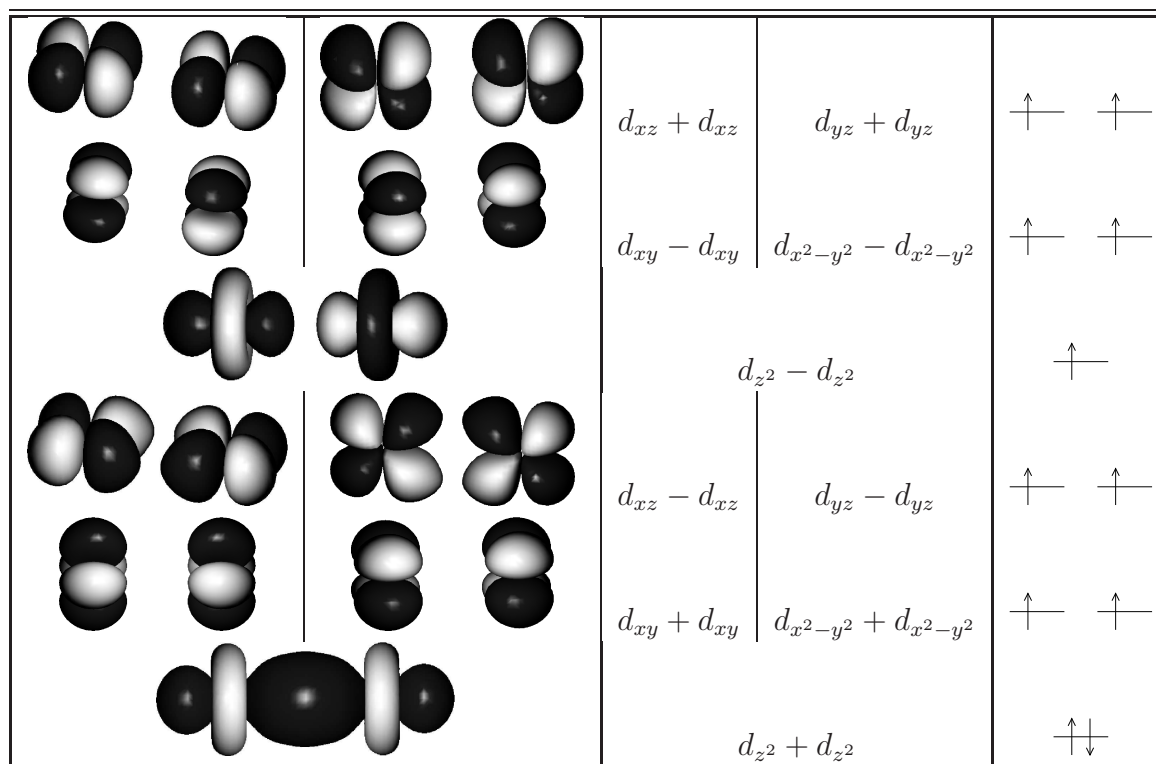 d_{xz} + d_{xz} d_{yz} + d_{yz}
d_{xy} − d_{xy} d_{x²−y²} − d_{x²−y²}
d_{z²} − d_{z²}
d_{xz} − d_{xz} d_{yz} − d_{yz}
d_{xy} + d_{xy} d_{x²−y²} + d_{x²−y²}
d_{z²} + d_{z²}